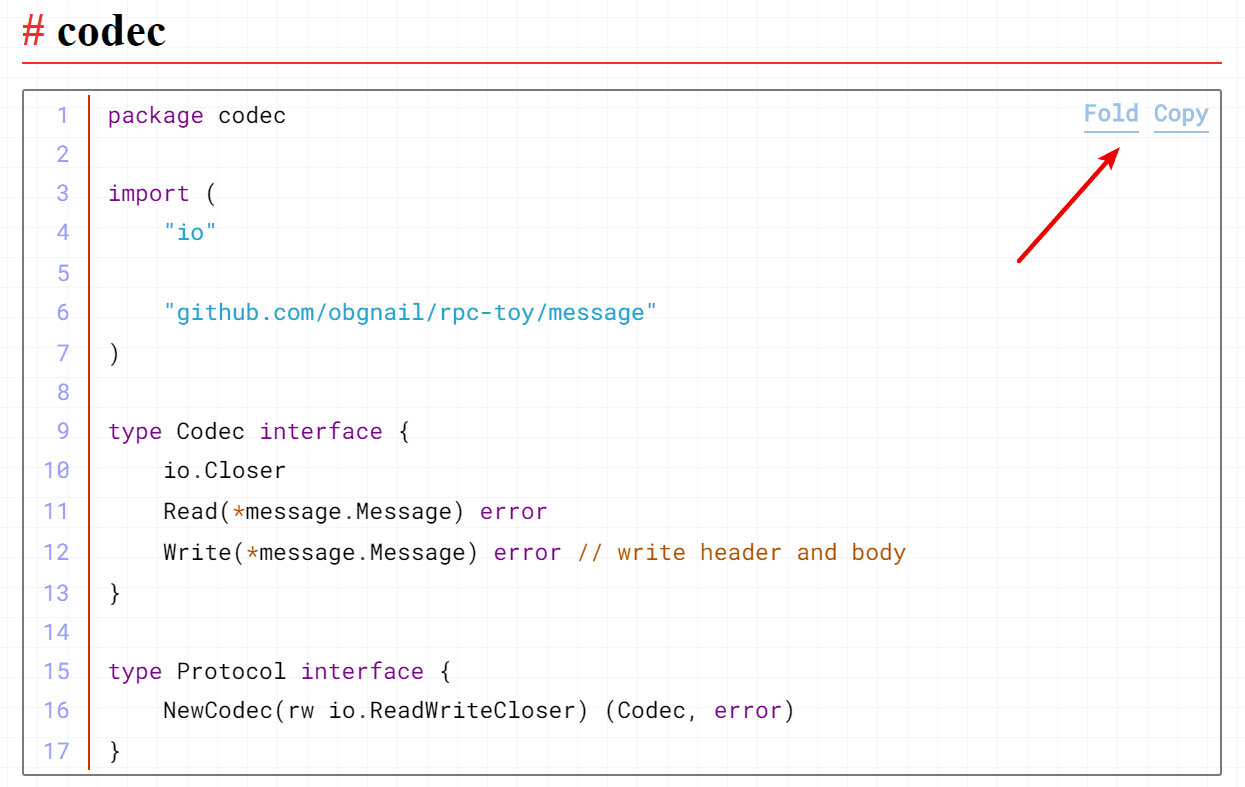 # codec
Fold Copy
1 package codec
2
3 import (
4     "io"
5
6     "github.com/obgnail/rpc-toy/message"
7 )
8
9 type Codec interface {
10     io.Closer
11     Read(*message.Message) error
12     Write(*message.Message) error // write header and body
13 }
14
15 type Protocol interface {
16     NewCodec(rw io.ReadWriteCloser) (Codec, error)
17 }